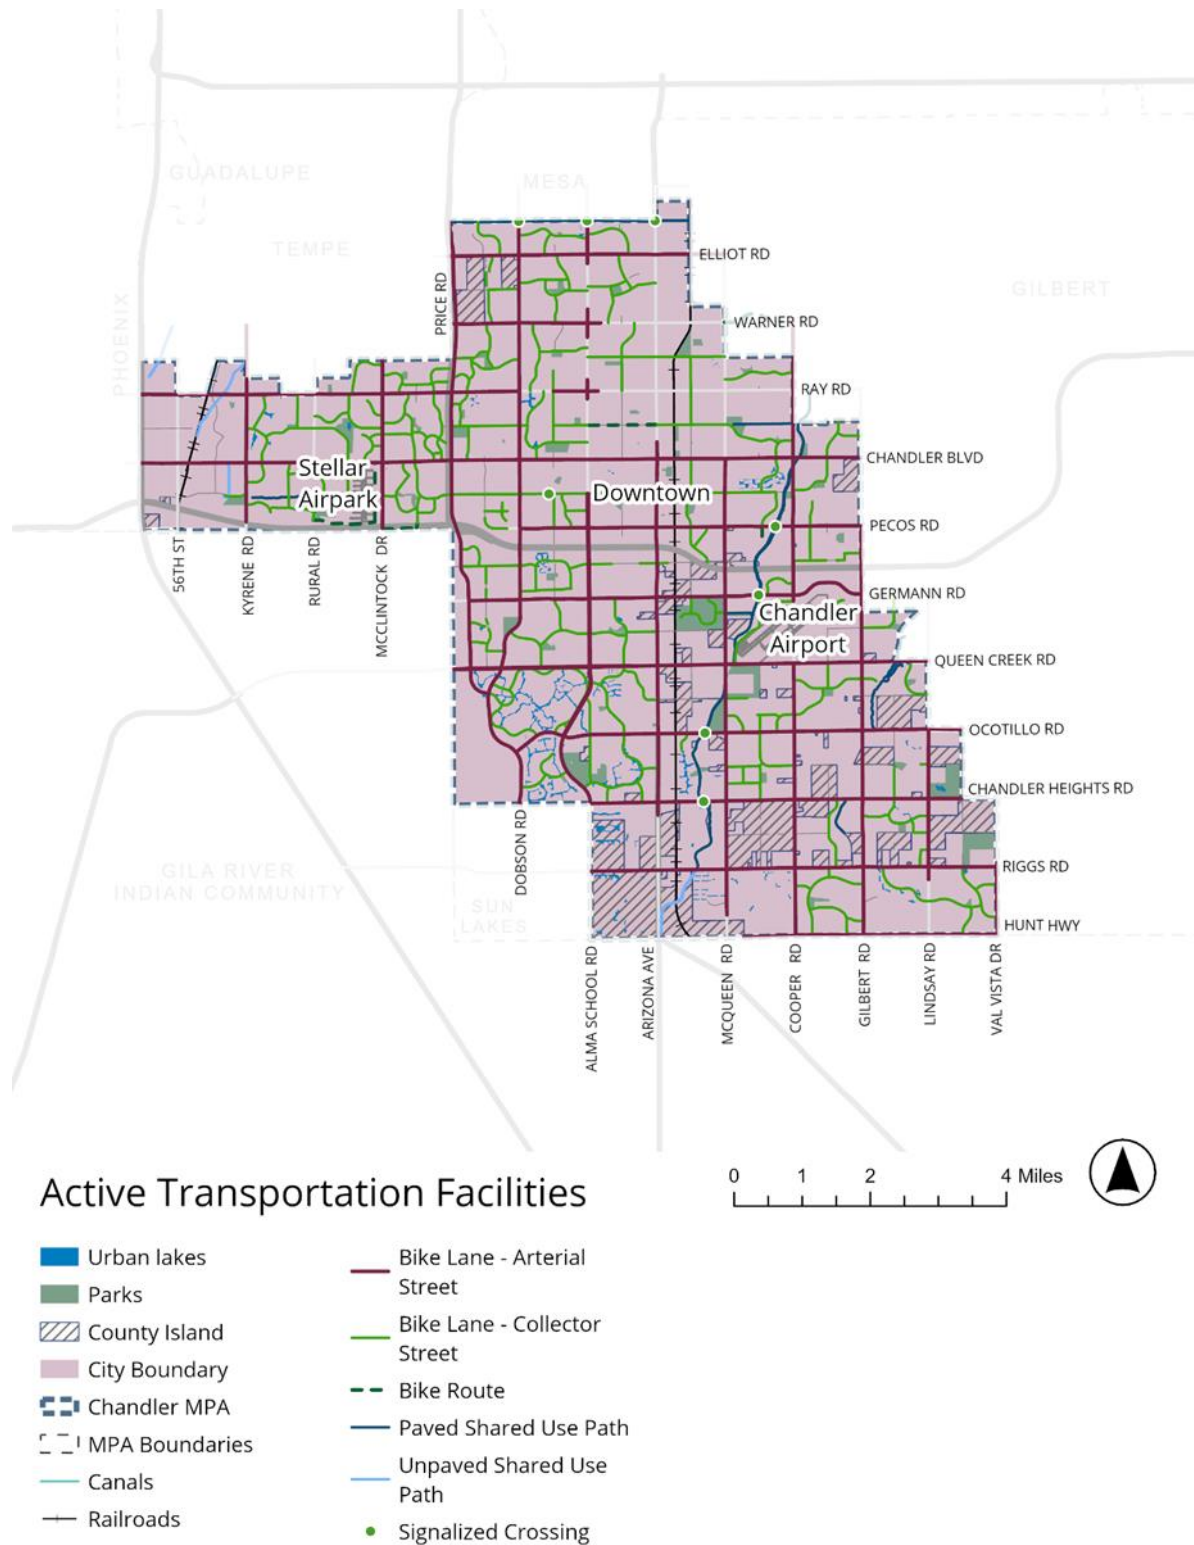 GUADALUPE
MESA
TEMPE
ELLIOT RD
PRICE RD
GILBERT
PHOENIX
WARNER RD
RAY RD
CHANDLER BLVD
Stellar
Airpark
Downtown
PECOS RD
56TH ST
KYRENE RD
RURAL RD
MCCLINTOCK DR
GERMANN RD
Chandler
Airport
QUEEN CREEK RD
OCOTILLO RD
CHANDLER HEIGHTS RD
DOBSON RD
GILA RIVER
INDIAN COMMUNITY
RIGGS RD
SUN
LAKES
HUNT HWY
ALMA SCHOOL RD
ARIZONA AVE
MCQUEEN RD
COOPER RD
GILBERT RD
LINDSAY RD
VAL VISTA DR
0 1 2 4 Miles
Active Transportation Facilities
Urban lakes
Parks
County Island
City Boundary
Chandler MPA
MPA Boundaries
Canals
Railroads
Bike Lane - Arterial
Street
Bike Lane - Collector
Street
Bike Route
Paved Shared Use Path
Unpaved Shared Use
Path
Signalized Crossing